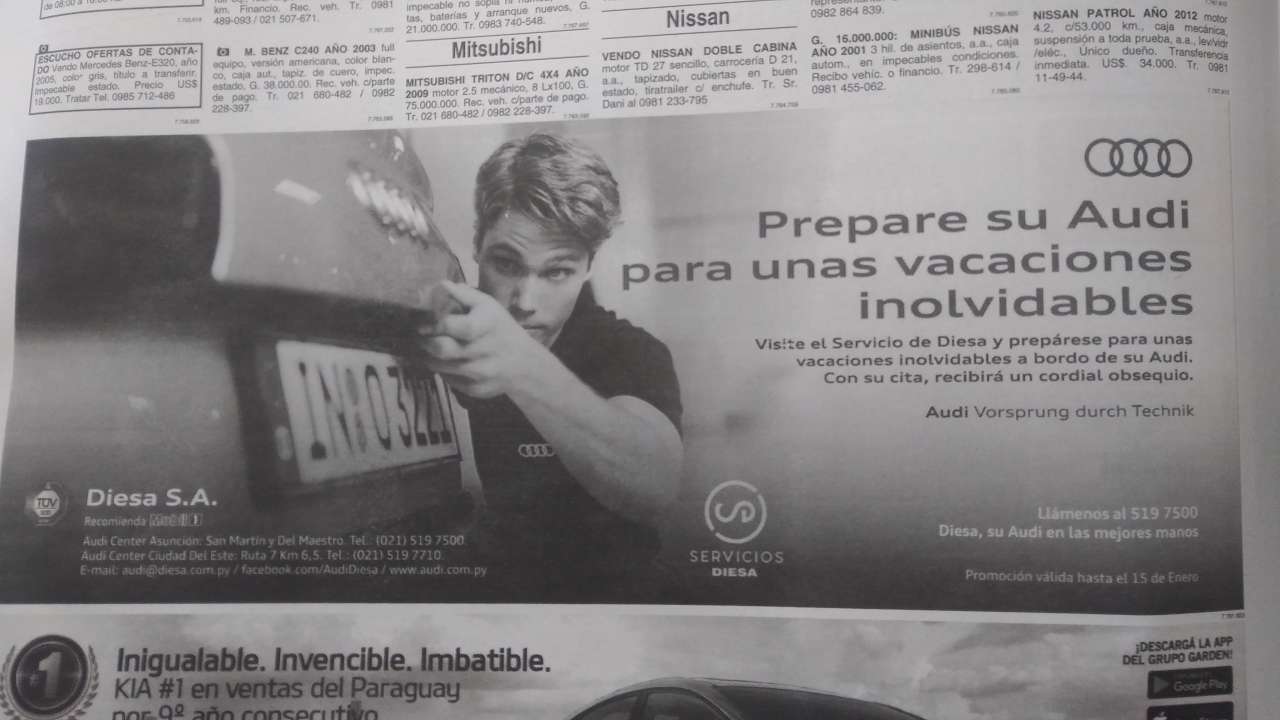 de 08:00 a
km. Financio. Rec. veh. Tr. 0981
489-093 / 021 507-671.
7.797.202
ESCUCHO OFERTAS DE CONTA-
DO Vendo Mercedes Benz-E320, año
2005, color gris, título a transferir.
Impecable estado. Precio US$
18.000. Tratar Tel. 0985 712-486
M. BENZ C240 AÑO 2003 full
equipo, versión americana, color blan-
co, caja aut., tapiz. de cuero, impec.
estado, G. 38.000.00. Rec. veh. c/parte
de pago. Tr. 021 680-482 / 0982
228-397.
impecable no sopla ni
tas, baterías y arranque nuevos, G.
21.000.000. Tr. 0983 740-548.
Mitsubishi
MITSUBISHI TRITON D/C 4X4 AÑO
2009 motor 2.5 mecánico, 8 Lx100, G.
75.000.000. Rec. veh. c/parte de pago.
Tr. 021 680-482 / 0982 228-397.
Nissan
VENDO NISSAN DOBLE CABINA
motor TD 27 sencillo, carrocería D 21,
a.a., tapizado, cubiertas en buen
estado, tiratrailer c/ enchufe. Tr. Sr.
Dani al 0981 233-795
0982 864 839.
G. 16.000.000: MINIBÚS NISSAN
AÑO 2001 3 hil. de asientos, a.a., caja
autom., en impecables condiciones.
Recibo vehíc. o financio. Tr. 298-614 /
0981 455-062.
NISSAN PATROL AÑO 2012 motor
4.2, c/53.000 km., caja mecánica,
suspensión a toda prueba, a.a., lev/vidr
/eléc., Único dueño. Transferencia
inmediata. US$. 34.000. Tr. 0981
11-49-44.
Prepare su Audi
para unas vacaciones
inolvidables
Visite el Servicio de Diesa y prepárese para unas
vacaciones inolvidables a bordo de su Audi.
Con su cita, recibirá un cordial obsequio.
Audi Vorsprung durch Technik
TÜV
Diesa S.A.
Recomienda Mobil 1
Audi Center Asunción: San Martín y Del Maestro. Tel.: (021) 519 7500
Audi Center Ciudad Del Este: Ruta 7 Km 6,5. Tel.: (021) 519 7710
E-mail: audi@diesa.com.py / facebook.com/AudiDiesa / www.audi.com.py
SERVICIOS
DIESA
Llámenos al 519 7500
Diesa, su Audi en las mejores manos
Promoción válida hasta el 15 de Enero
#1
Inigualable. Invencible. Imbatible.
KIA #1 en ventas del Paraguay
por 9º año consecutivo
¡DESCARGÁ LA APP
DEL GRUPO GARDEN!
Google Play